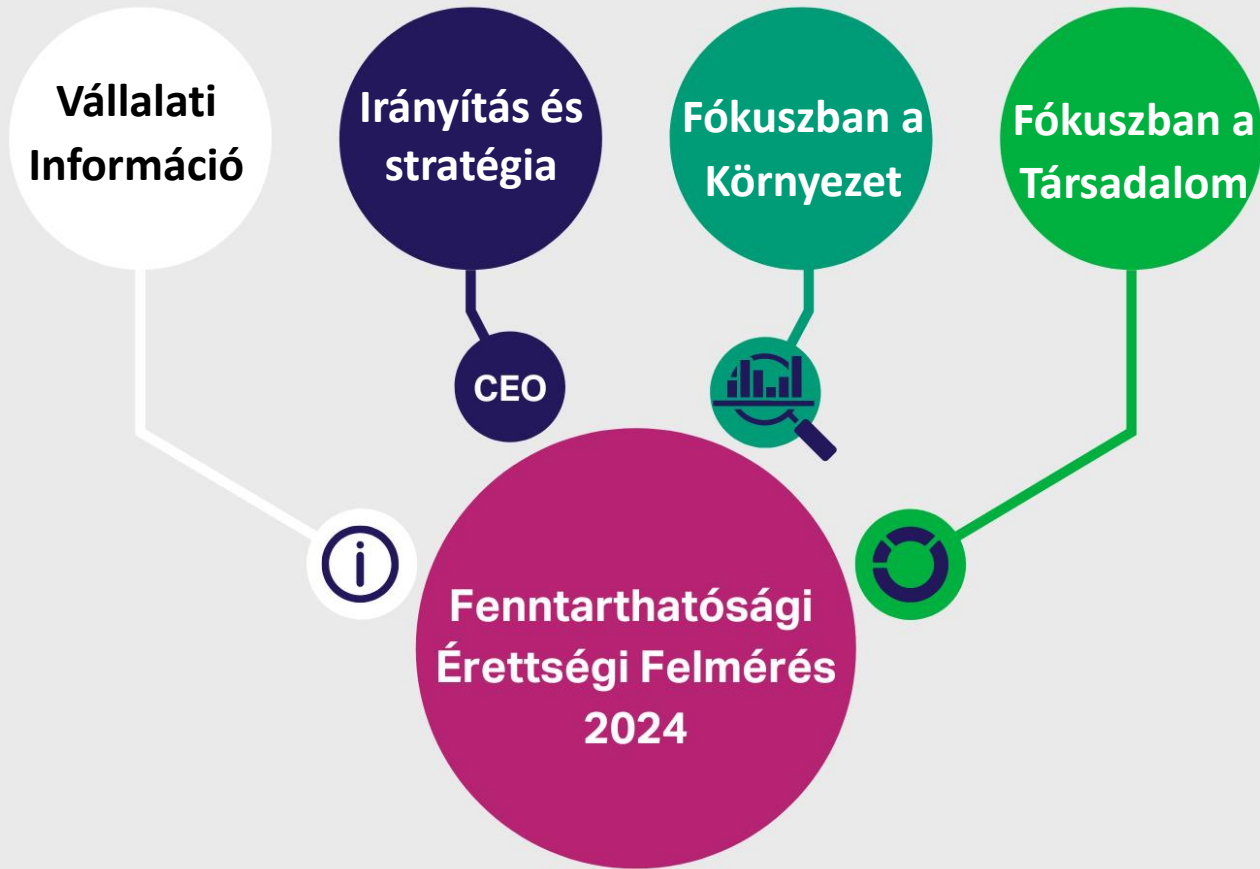 Vállalati
Információ
Irányítás és
stratégia
Fókuszban a
Környezet
Fókuszban a
Társadalom
CEO
i
Fenntarthatósági
Érettségi Felmérés
2024